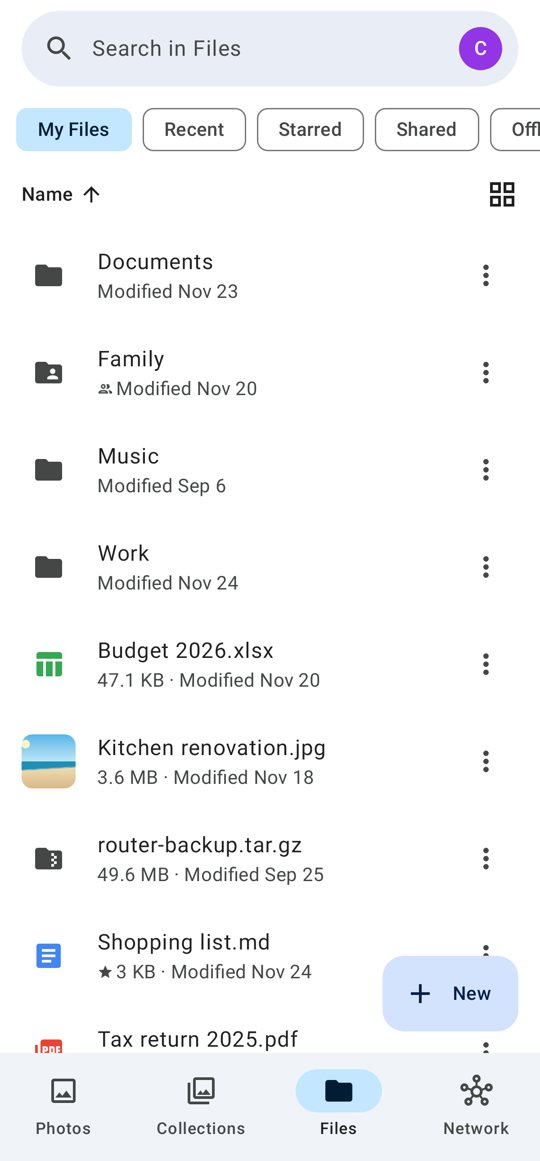 Search in Files
C
My Files
Recent
Starred
Shared
Offl
Name
Documents
Modified Nov 23
Family
Modified Nov 20
Music
Modified Sep 6
Work
Modified Nov 24
Budget 2026.xlsx
47.1 KB · Modified Nov 20
Kitchen renovation.jpg
3.6 MB · Modified Nov 18
router-backup.tar.gz
49.6 MB · Modified Sep 25
Shopping list.md
3 KB · Modified Nov 24
New
Tax return 2025.pdf
PDF
Photos
Collections
Files
Network